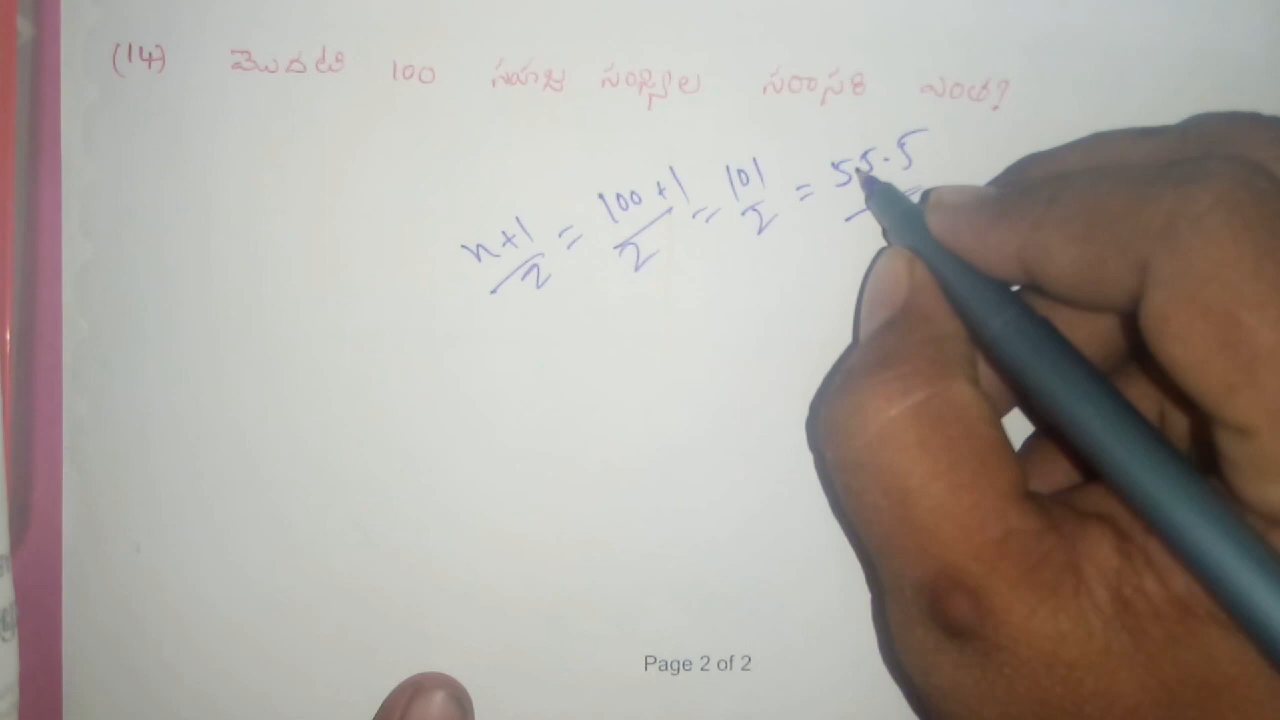 (14) మొదటి 100 సహజ సంఖ్యల సరాసరి ఎంత?
n+1/2 = 100+1/2 = 101/2 = 55.5
Page 2 of 2